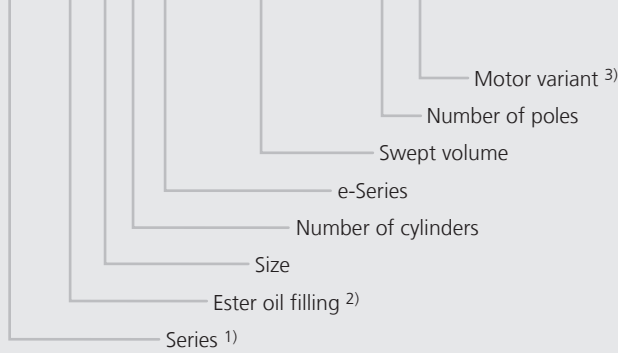 Motor variant 3)
Number of poles
Swept volume
e-Series
Number of cylinders
Size
Ester oil filling 2)
Series 1)